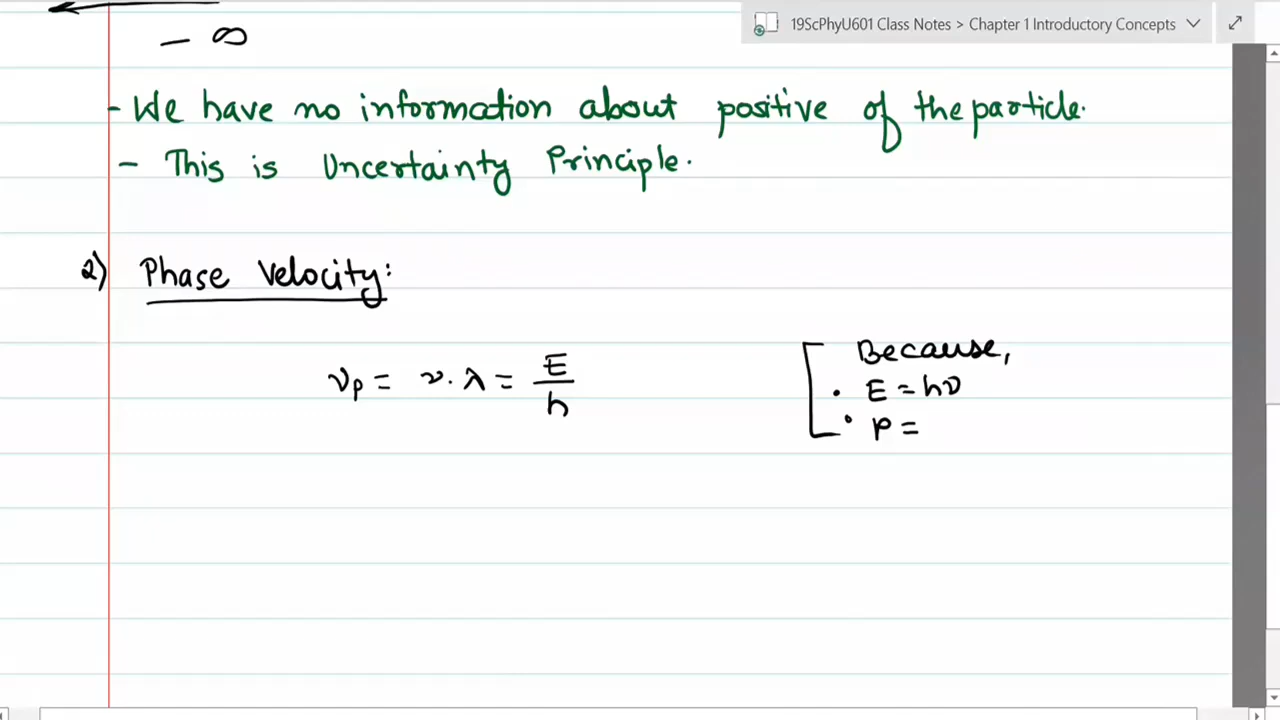 19ScPhyU601 Class Notes > Chapter 1 Introductory Concepts
- ∞
- We have no information about positive of the particle.
- This is Uncertainty Principle.
2) Phase Velocity:
νp = ν. λ = E/h
Because,
• E = hν
• p =